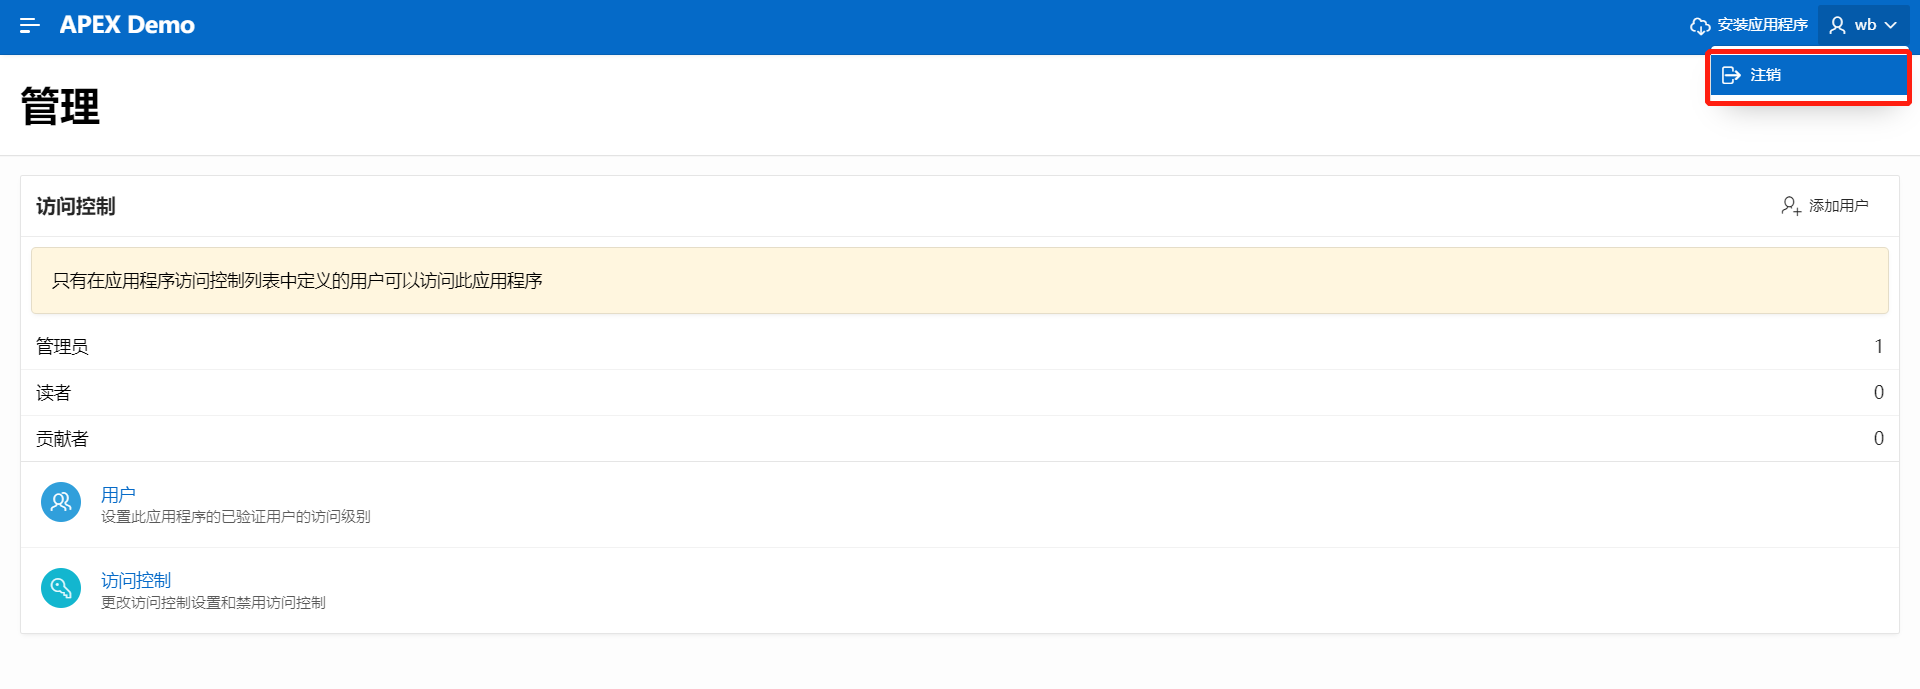 APEX Demo
安装应用程序
wb
注销
管理
访问控制
添加用户
只有在应用程序访问控制列表中定义的用户可以访问此应用程序
管理员 1
读者 0
贡献者 0
用户
设置此应用程序的已验证用户的访问级别
访问控制
更改访问控制设置和禁用访问控制